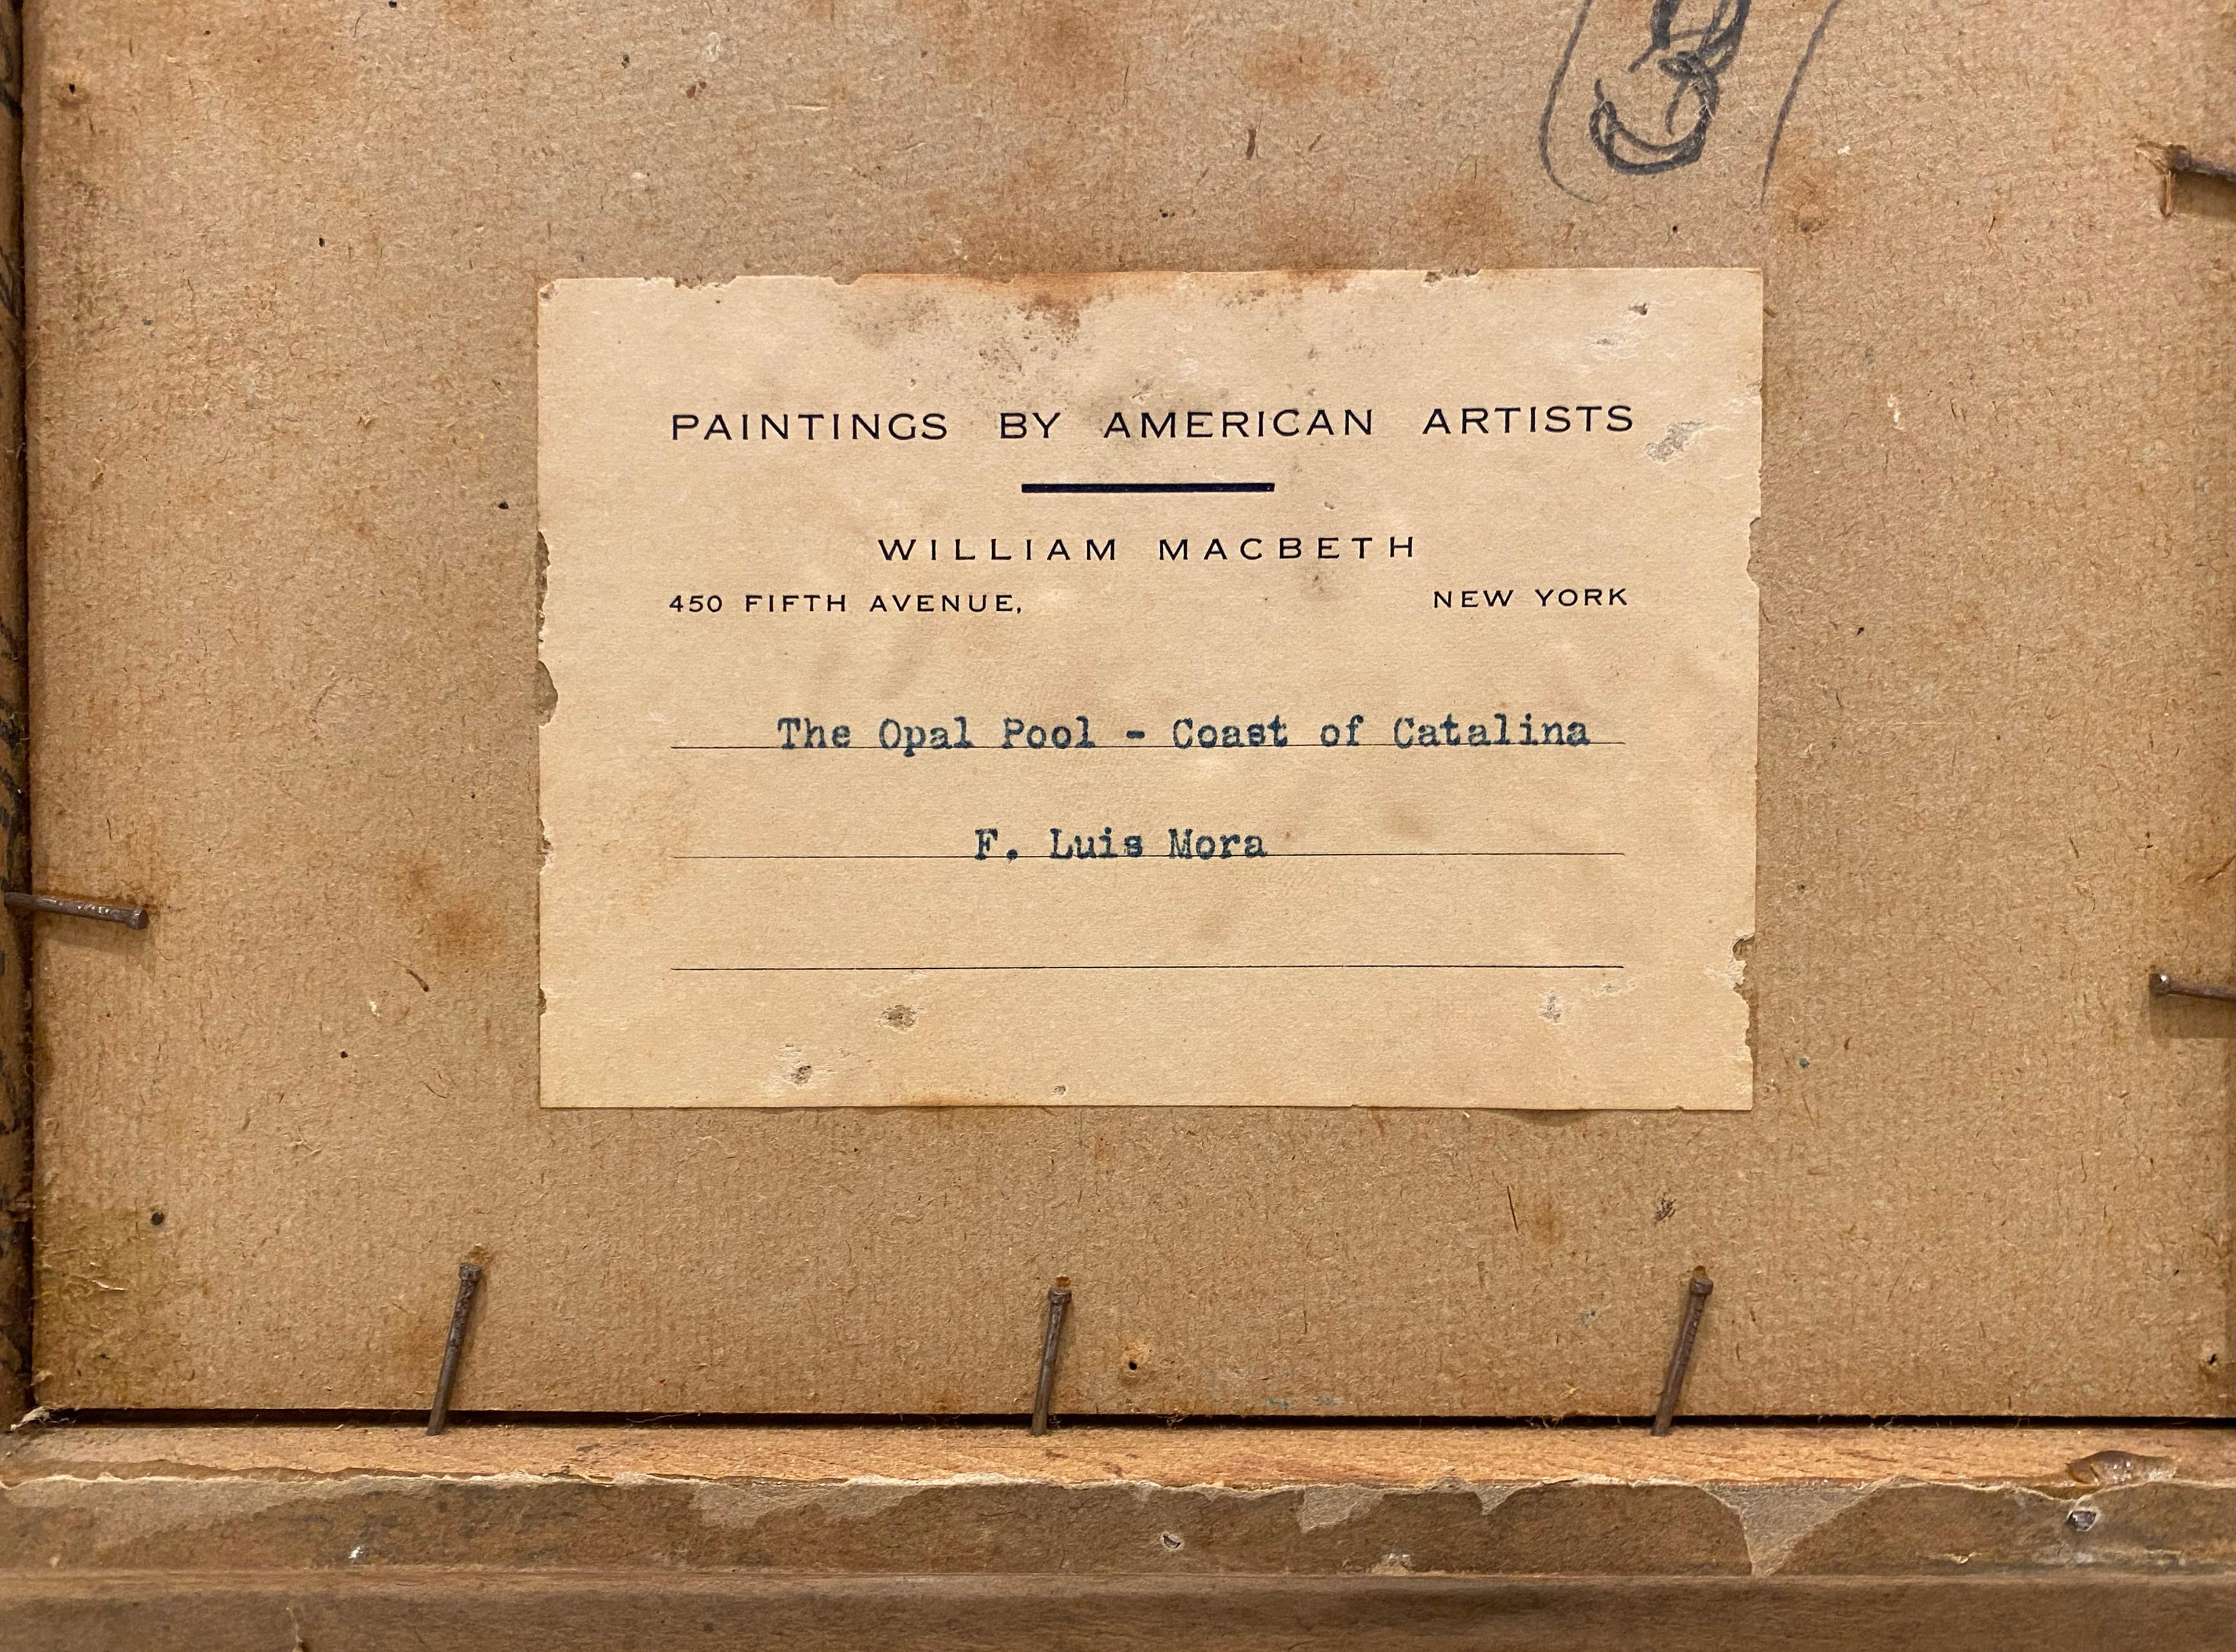 PAINTINGS BY AMERICAN ARTISTS
WILLIAM MACBETH
450 FIFTH AVENUE, NEW YORK
The Opal Pool - Coast of Catalina
F. Luis Mora